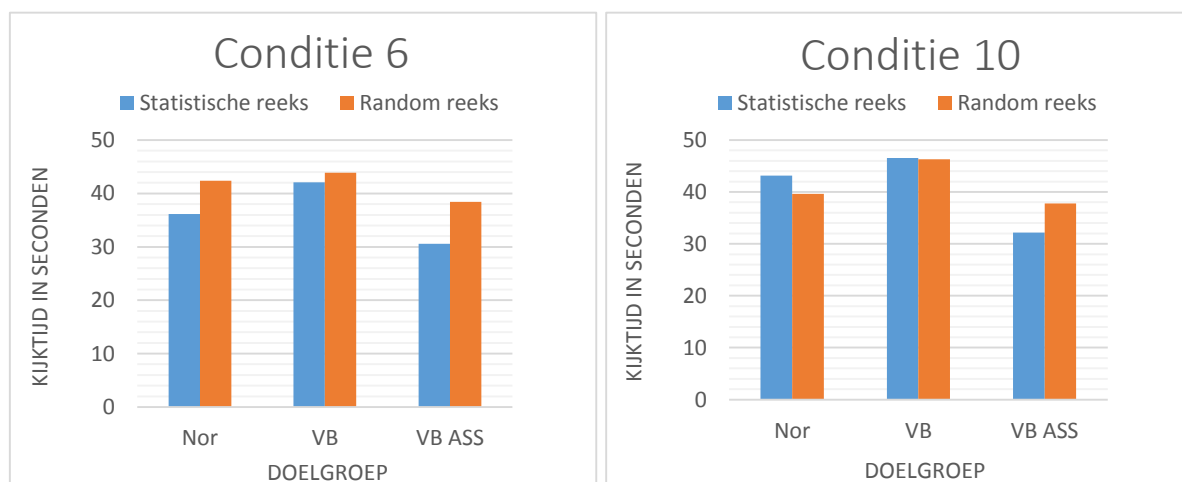 Conditie 6
Statistische reeks Random reeks
KIJKTIJD IN SECONDEN
50
40
30
20
10
0
Nor VB VB ASS
DOELGROEP
Conditie 10
Statistische reeks Random reeks
KIJKTIJD IN SECONDEN
50
40
30
20
10
0
Nor VB VB ASS
DOELGROEP